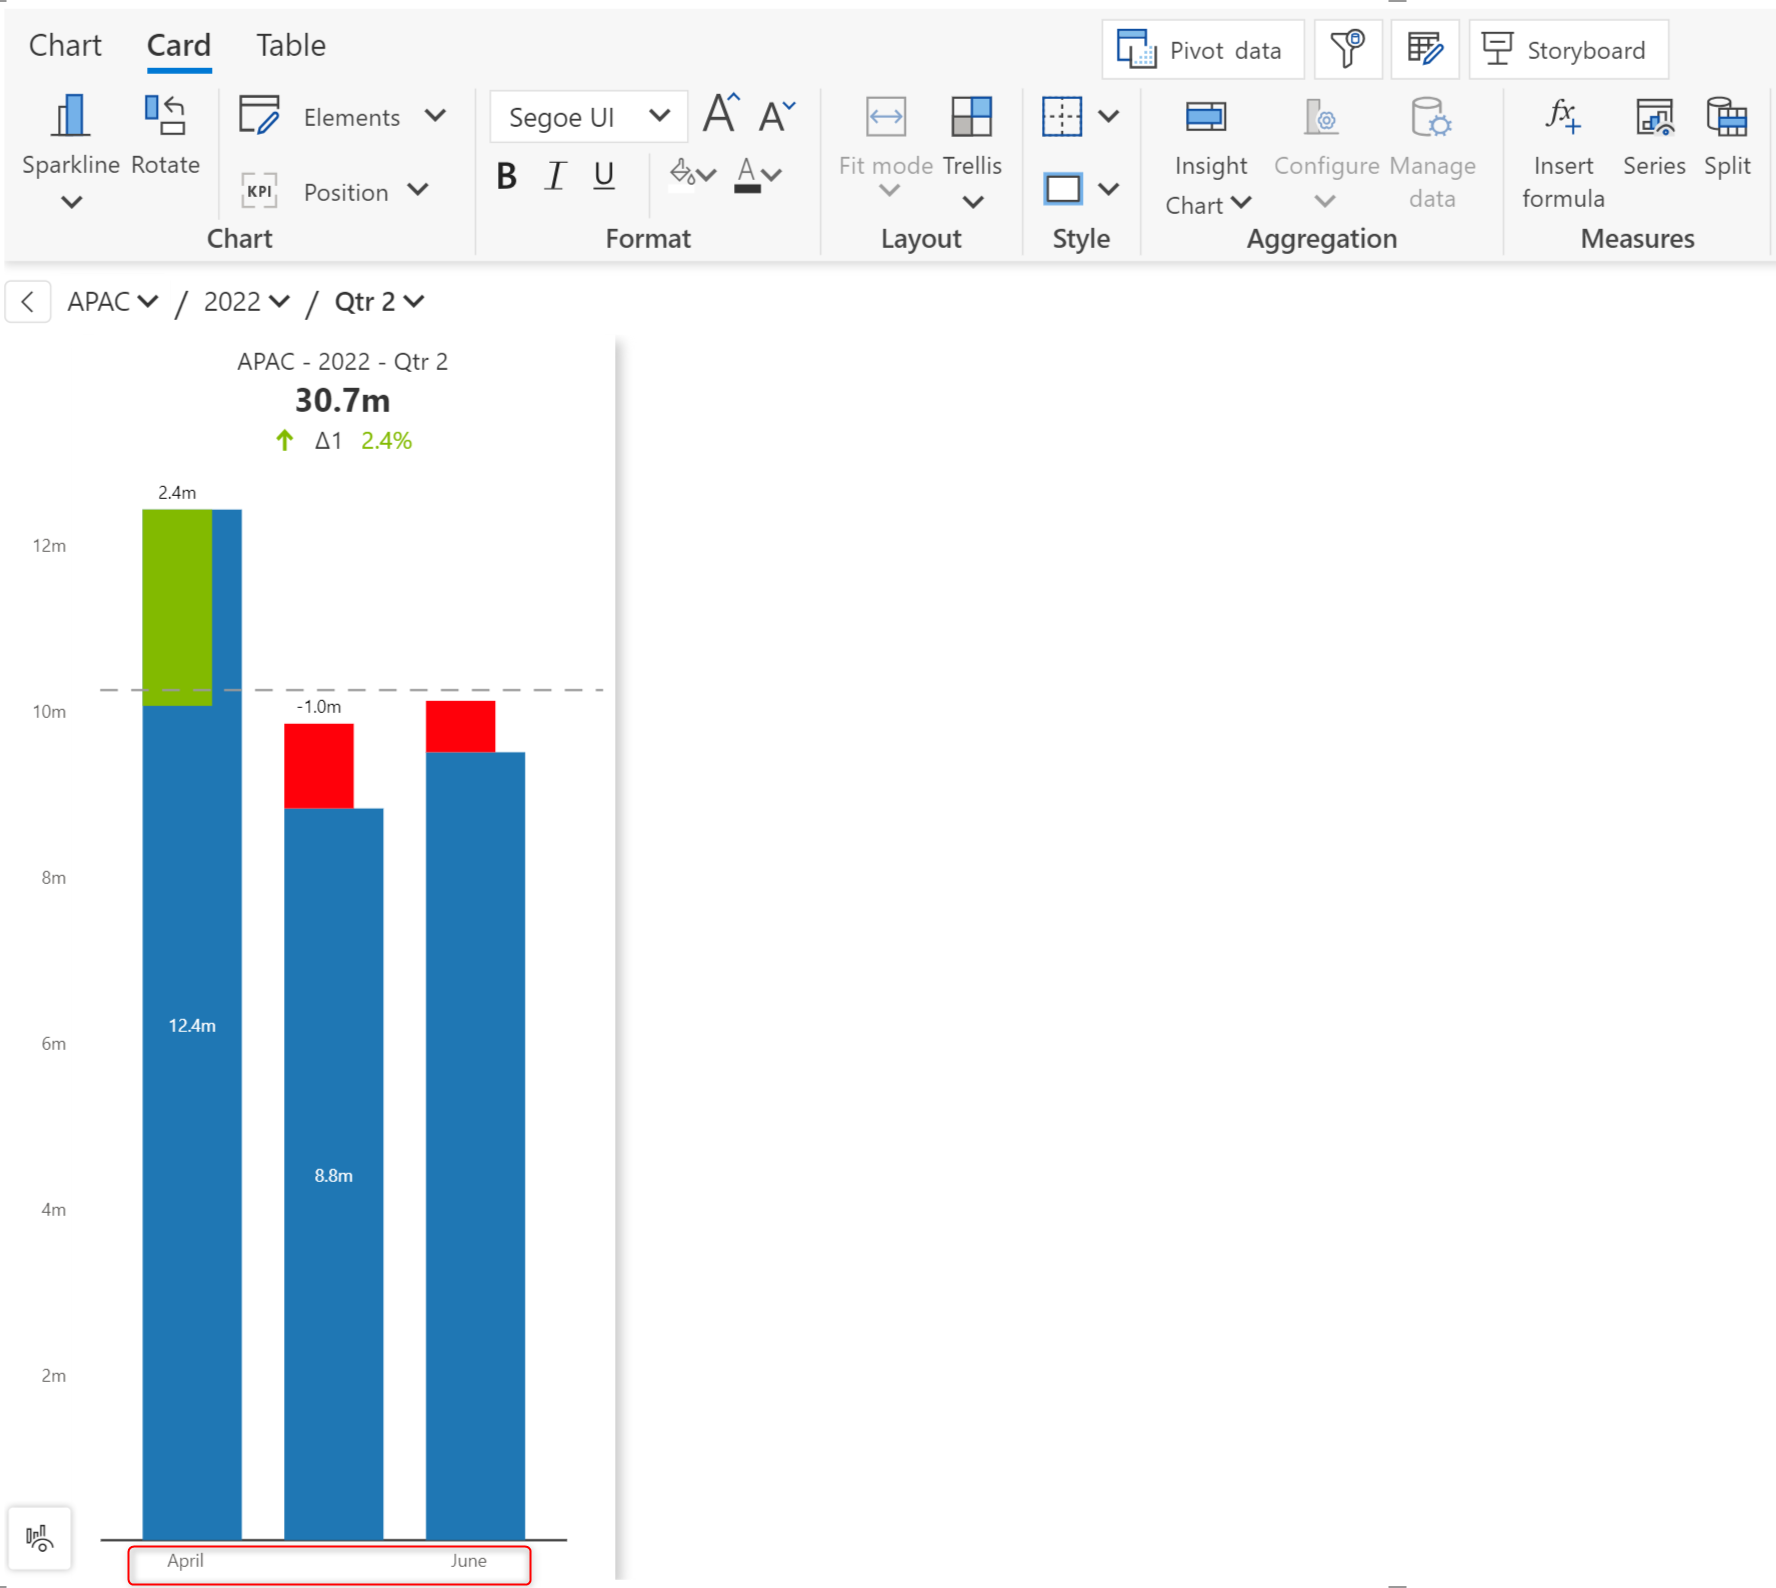 Chart Card Table Pivot data Storyboard
Elements Segoe UI
Sparkline Rotate Position B I U A Fit mode Trellis Insight Chart Configure Manage data Insert formula Series Split
KPI
Chart Format Layout Style Aggregation Measures
APAC / 2022 / Qtr 2
APAC - 2022 - Qtr 2
30.7m
Δ1 2.4%
2.4m
12m
-1.0m
10m
8m
12.4m
6m
8.8m
4m
2m
April June